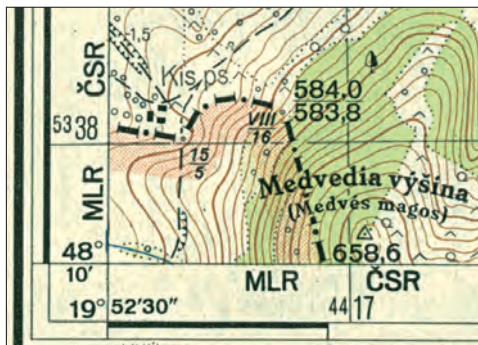 1,5
ČSR
Kis ps.
584.0
583,8
VIII
16
53 38
15
5
MLR
Medvedia výšina
(Medvés magos)
658,6
48°
10'
MLR
ČSR
19° 52'30"
44 17